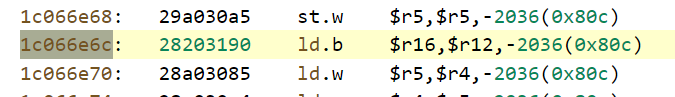 1c066e68: 29a030a5 st.w $r5,$r5,-2036(0x80c)
1c066e6c: 28203190 ld.b $r16,$r12,-2036(0x80c)
1c066e70: 28a03085 ld.w $r5,$r4,-2036(0x80c)